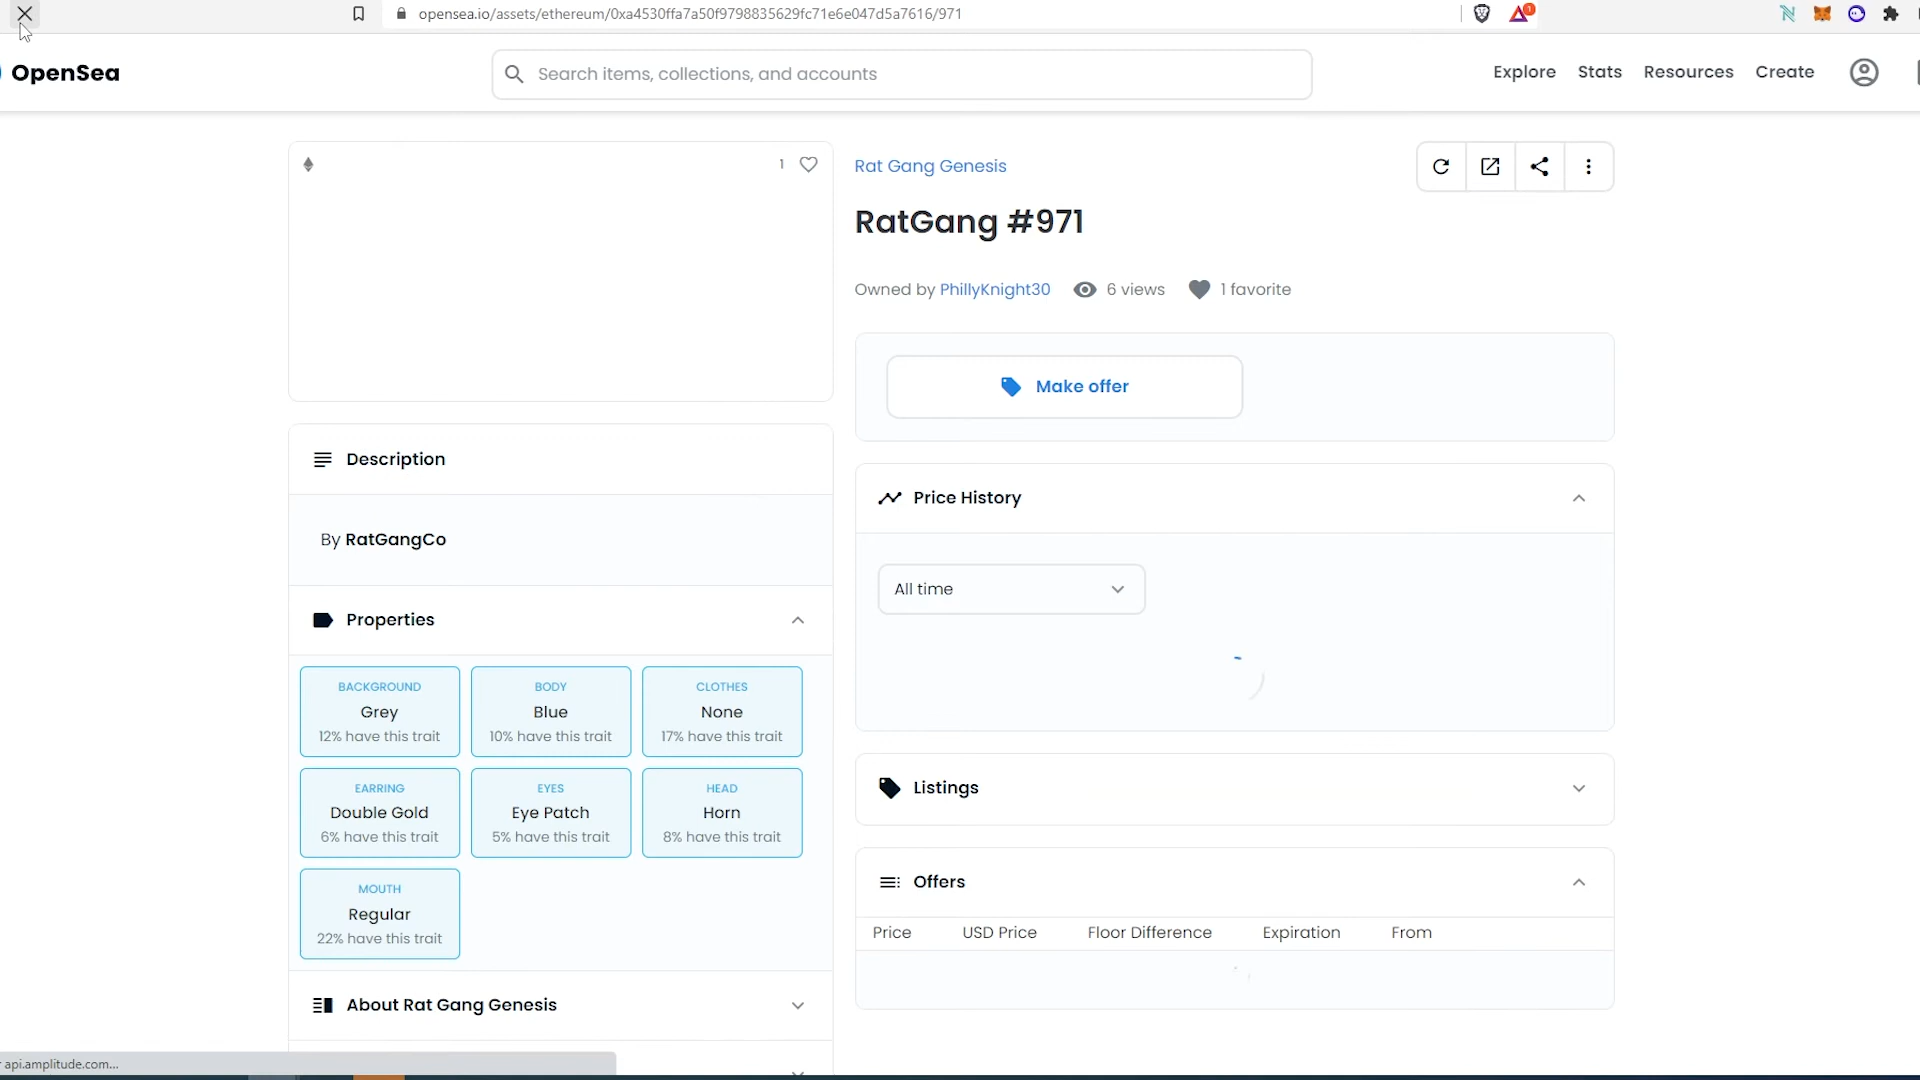 opensea.io/assets/ethereum/0xa4530ffa7a50f9798835629fc71e6e047d5a7616/971
1
OpenSea
Search items, collections, and accounts
Explore Stats Resources Create
1
Rat Gang Genesis
RatGang #971
Owned by PhillyKnight30 6 views 1 favorite
Make offer
Description
By RatGangCo
Properties
BACKGROUND
Grey
12% have this trait
BODY
Blue
10% have this trait
CLOTHES
None
17% have this trait
EARRING
Double Gold
6% have this trait
EYES
Eye Patch
5% have this trait
HEAD
Horn
8% have this trait
MOUTH
Regular
22% have this trait
About Rat Gang Genesis
Price History
All time
Listings
Offers
Price USD Price Floor Difference Expiration From
api.amplitude.com...